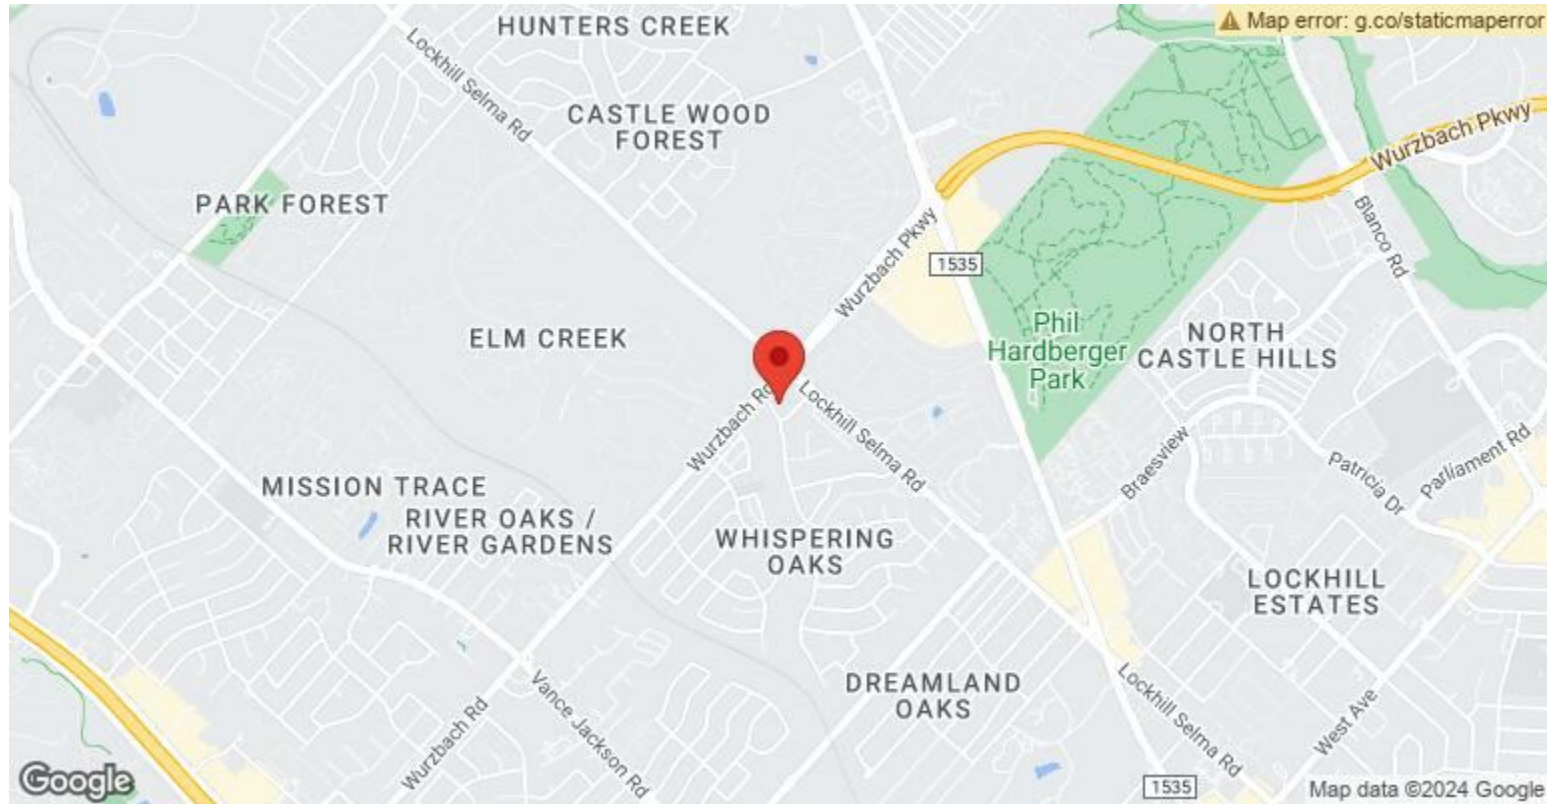 HUNTERS CREEK
Map error: g.co/staticmaperror
Lockhill Selma Rd
CASTLE WOOD
FOREST
Wurzbach Pkwy
PARK FOREST
Blanco Rd
Wurzbach Pkwy
1535
Phil
Hardberger
Park
NORTH
CASTLE HILLS
ELM CREEK
Wurzbach Rd
Lockhill Selma Rd
Braesview
Patricia Dr
Parliament Rd
MISSION TRACE
RIVER OAKS /
RIVER GARDENS
WHISPERING
OAKS
LOCKHILL
ESTATES
DREAMLAND
OAKS
Vance Jackson Rd
Wurzbach Rd
Lockhill Selma Rd
West Ave
Google
1535
Map data ©2024 Google